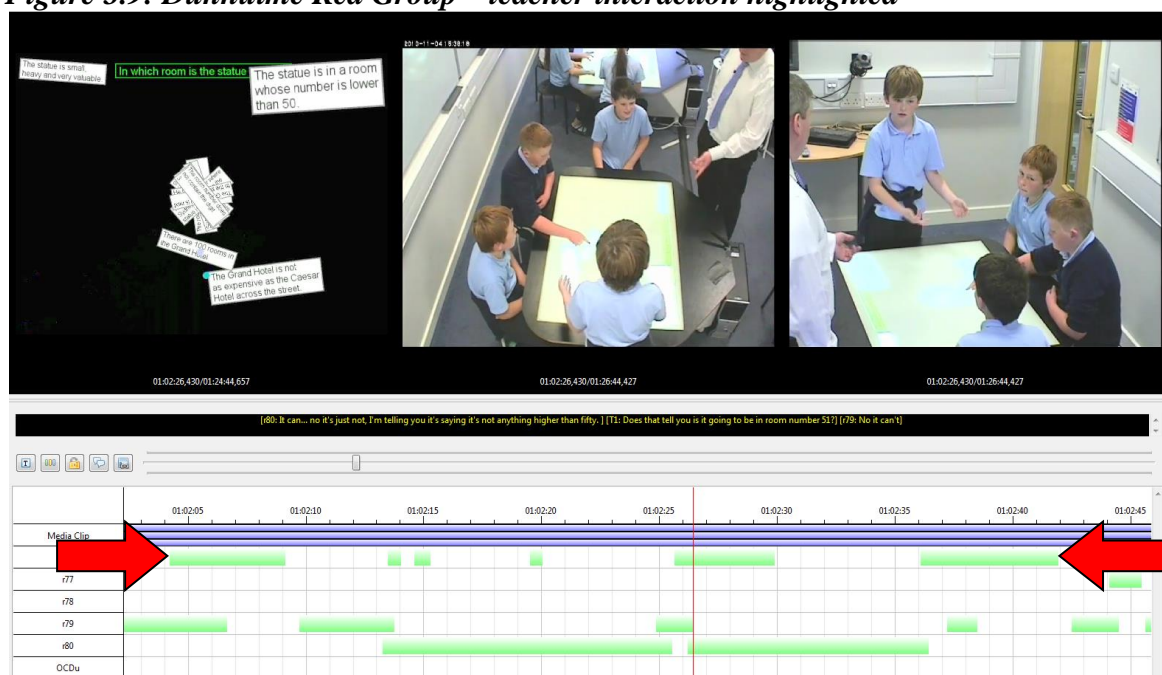 Figure 5.9: Dunhulme Red Group – teacher interaction highlighted
The statue is small,
heavy and very valuable
In which room is the statue
The statue is in a room
whose number is lower
than 50.
There are 100 rooms in
the Grand Hotel
The Grand Hotel is not
as expensive as the Caesar
Hotel across the street.
01:02:26,430/01:24:44,657
01:02:26,430/01:26:44,427
01:02:26,430/01:26:44,427
[r80: It can... no it's just not, I'm telling you it's saying it's not anything higher than fifty. ] [T1: Does that tell you is it going to be in room number 51?] [r79: No it can't]
01:02:05
01:02:10
01:02:15
01:02:20
01:02:25
01:02:30
01:02:35
01:02:40
01:02:45
Media Clip
r77
r78
r79
r80
OCDu